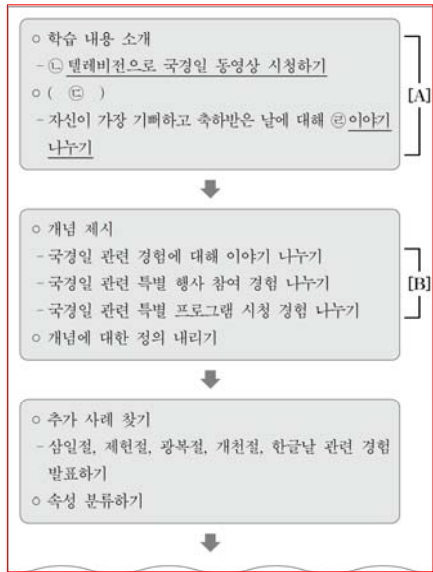 ○ 학습 내용 소개
- ㉡ 텔레비전으로 국경일 동영상 시청하기
○ ( ㉢ )
- 자신이 가장 기뻐하고 축하받은 날에 대해 ㉣ 이야기
나누기
[A]
○ 개념 제시
- 국경일 관련 경험에 대해 이야기 나누기
- 국경일 관련 특별 행사 참여 경험 나누기
- 국경일 관련 특별 프로그램 시청 경험 나누기
[B]
○ 개념에 대한 정의 내리기
○ 추가 사례 찾기
- 삼일절, 제헌절, 광복절, 개천절, 한글날 관련 경험
발표하기
○ 속성 분류하기